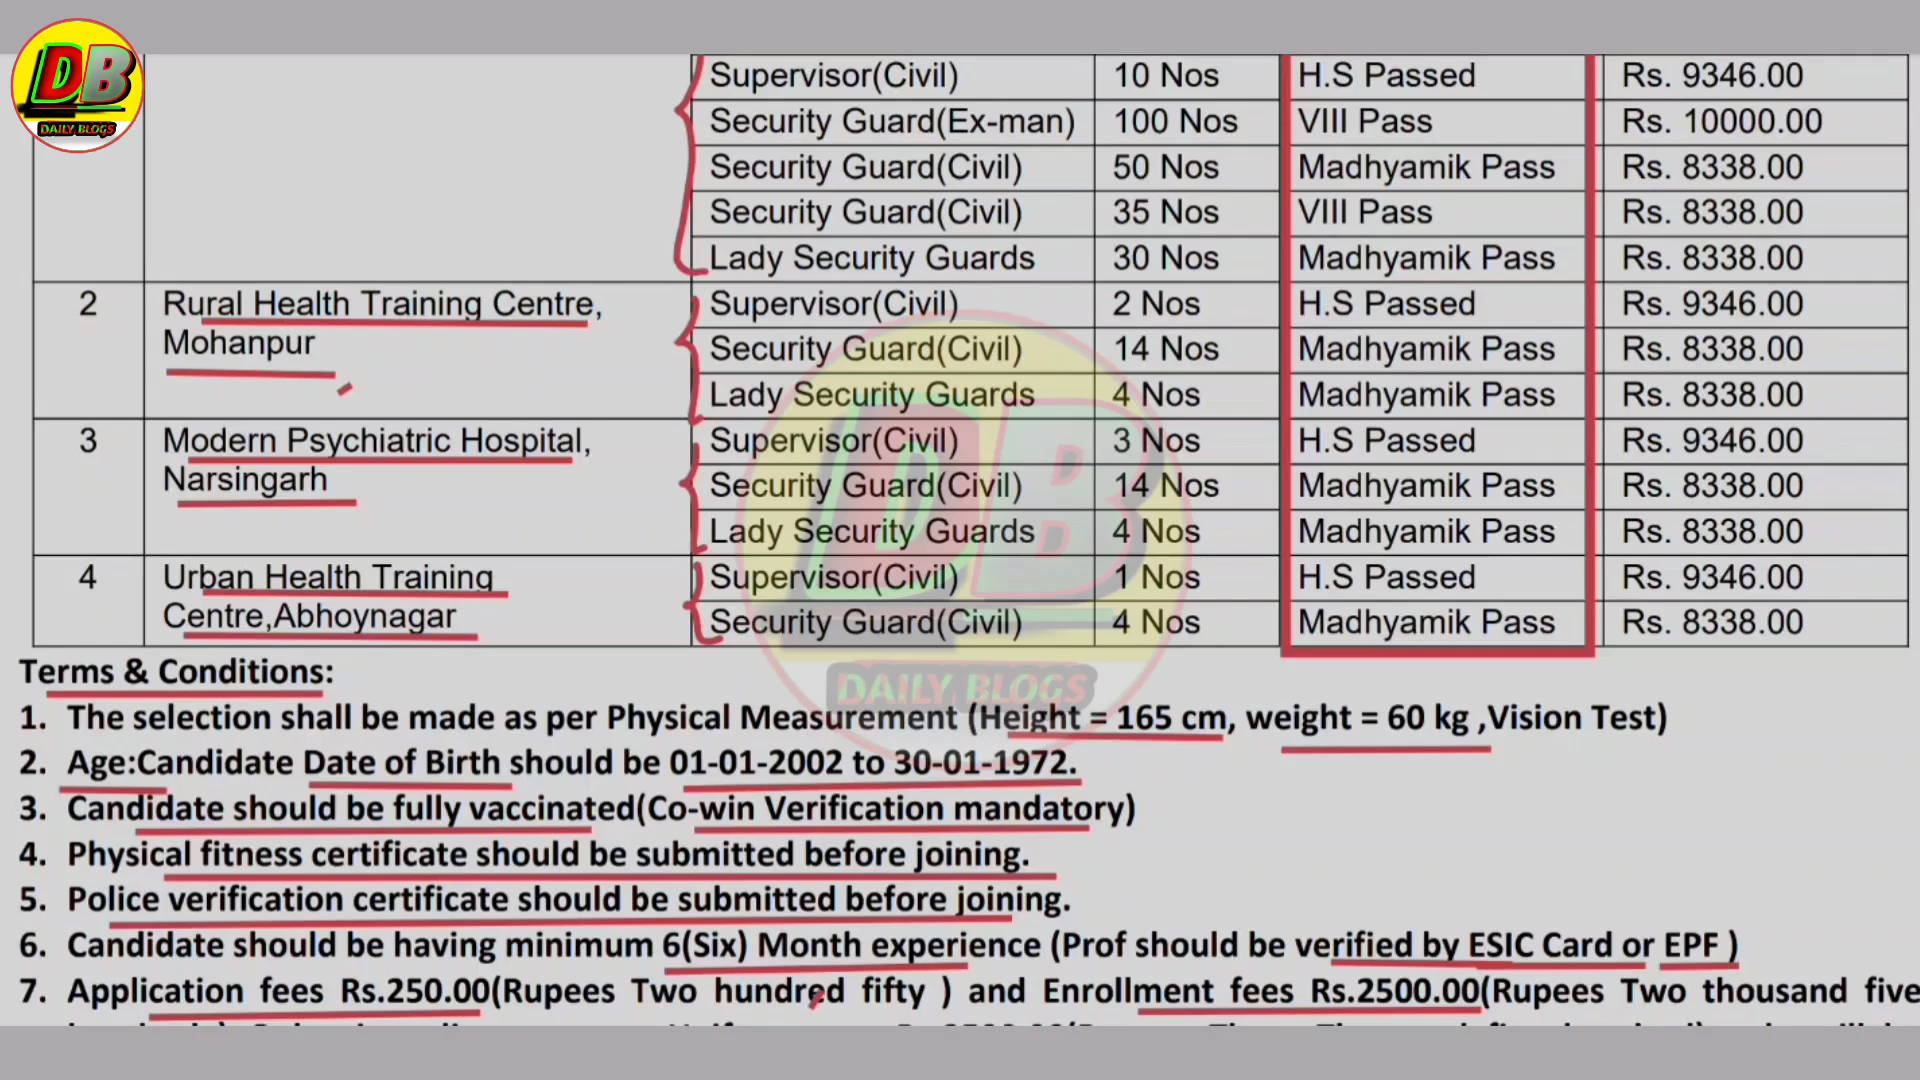 DB
DAILY BLOGS
Supervisor(Civil) 10 Nos H.S Passed Rs. 9346.00
Security Guard(Ex-man) 100 Nos VIII Pass Rs. 10000.00
Security Guard(Civil) 50 Nos Madhyamik Pass Rs. 8338.00
Security Guard(Civil) 35 Nos VIII Pass Rs. 8338.00
Lady Security Guards 30 Nos Madhyamik Pass Rs. 8338.00
2 Rural Health Training Centre, Supervisor(Civil) 2 Nos H.S Passed Rs. 9346.00
Mohanpur Security Guard(Civil) 14 Nos Madhyamik Pass Rs. 8338.00
Lady Security Guards 4 Nos Madhyamik Pass Rs. 8338.00
3 Modern Psychiatric Hospital, Supervisor(Civil) 3 Nos H.S Passed Rs. 9346.00
Narsingarh Security Guard(Civil) 14 Nos Madhyamik Pass Rs. 8338.00
Lady Security Guards 4 Nos Madhyamik Pass Rs. 8338.00
4 Urban Health Training Supervisor(Civil) 1 Nos H.S Passed Rs. 9346.00
Centre,Abhoynagar Security Guard(Civil) 4 Nos Madhyamik Pass Rs. 8338.00
DB
DAILY BLOGS
Terms & Conditions:
1. The selection shall be made as per Physical Measurement (Height = 165 cm, weight = 60 kg ,Vision Test)
2. Age:Candidate Date of Birth should be 01-01-2002 to 30-01-1972.
3. Candidate should be fully vaccinated(Co-win Verification mandatory)
4. Physical fitness certificate should be submitted before joining.
5. Police verification certificate should be submitted before joining.
6. Candidate should be having minimum 6(Six) Month experience (Prof should be verified by ESIC Card or EPF )
7. Application fees Rs.250.00(Rupees Two hundred fifty ) and Enrollment fees Rs.2500.00(Rupees Two thousand five